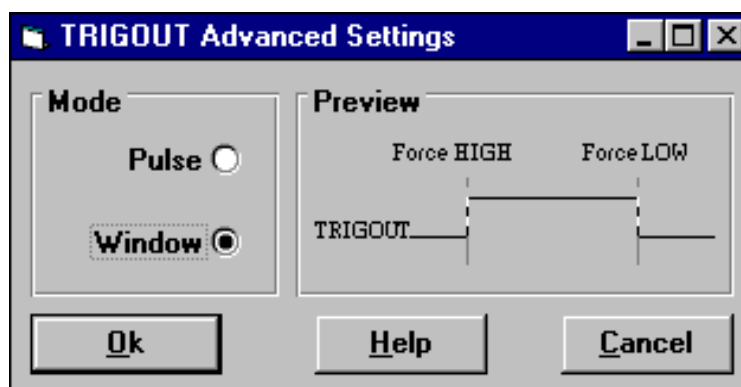 TRIGOUT Advanced Settings
Mode
Pulse
Window
Preview
Force HIGH Force LOW
TRIGOUT
Ok Help Cancel